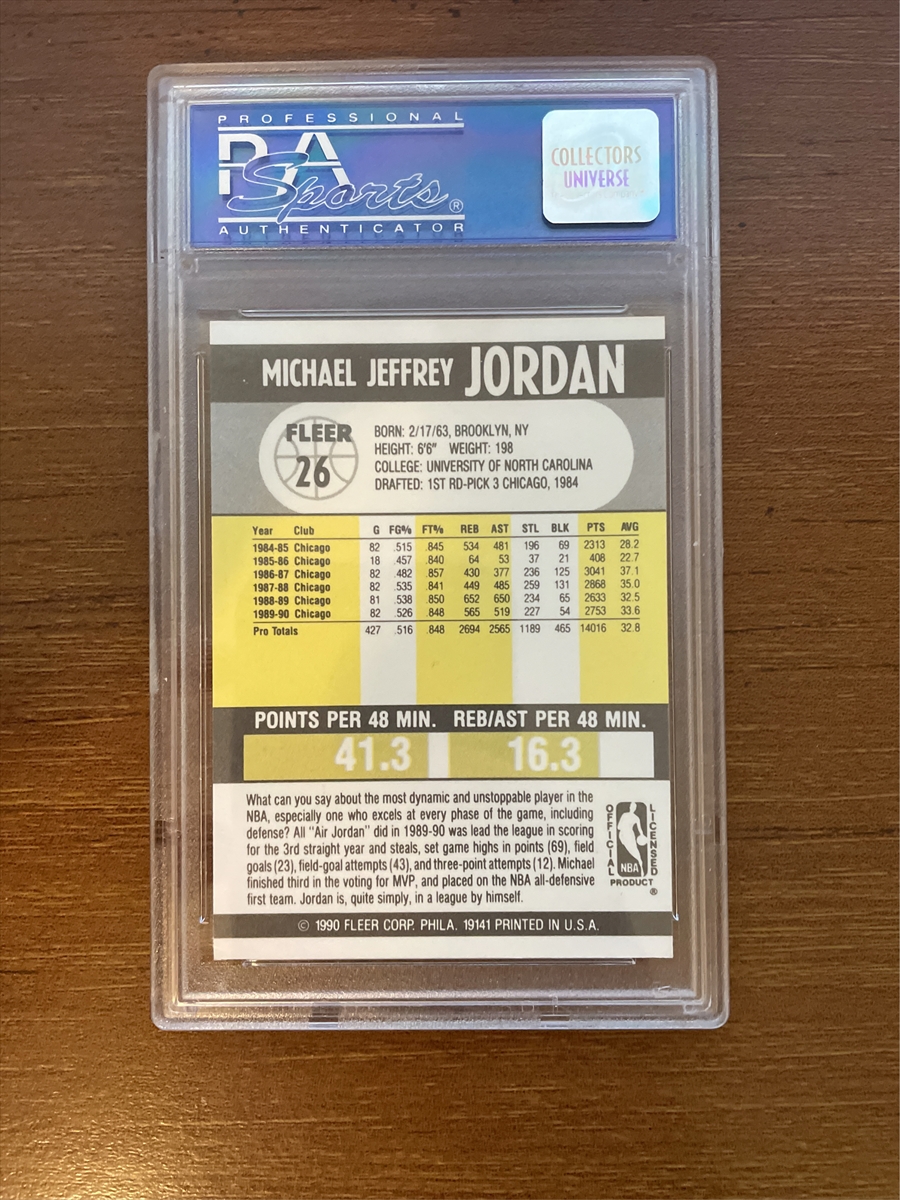 PROFESSIONAL
PSA
Sports®
AUTHENTICATOR
COLLECTORS
UNIVERSE
MICHAEL JEFFREY JORDAN
FLEER
26
BORN: 2/17/63, BROOKLYN, NY
HEIGHT: 6'6" WEIGHT: 198
COLLEGE: UNIVERSITY OF NORTH CAROLINA
DRAFTED: 1ST RD-PICK 3 CHICAGO, 1984
Year Club G FG% FT% REB AST STL BLK PTS AVG
1984-85 Chicago 82 .515 .845 534 481 196 69 2313 28.2
1985-86 Chicago 18 .457 .840 64 53 37 21 408 22.7
1986-87 Chicago 82 .482 .857 430 377 236 125 3041 37.1
1987-88 Chicago 82 .535 .841 449 485 259 131 2868 35.0
1988-89 Chicago 81 .538 .850 652 650 234 65 2633 32.5
1989-90 Chicago 82 .526 .848 565 519 227 54 2753 33.6
Pro Totals 427 .516 .848 2694 2565 1189 465 14016 32.8
POINTS PER 48 MIN. REB/AST PER 48 MIN.
41.3 16.3
What can you say about the most dynamic and unstoppable player in the
NBA, especially one who excels at every phase of the game, including
defense? All "Air Jordan" did in 1989-90 was lead the league in scoring
for the 3rd straight year and steals, set game highs in points (69), field
goals (23), field-goal attempts (43), and three-point attempts (12). Michael
finished third in the voting for MVP, and placed on the NBA all-defensive
first team. Jordan is, quite simply, in a league by himself.
OFFICIAL
LICENSED
NBA
PRODUCT
®
© 1990 FLEER CORP. PHILA. 19141 PRINTED IN U.S.A.